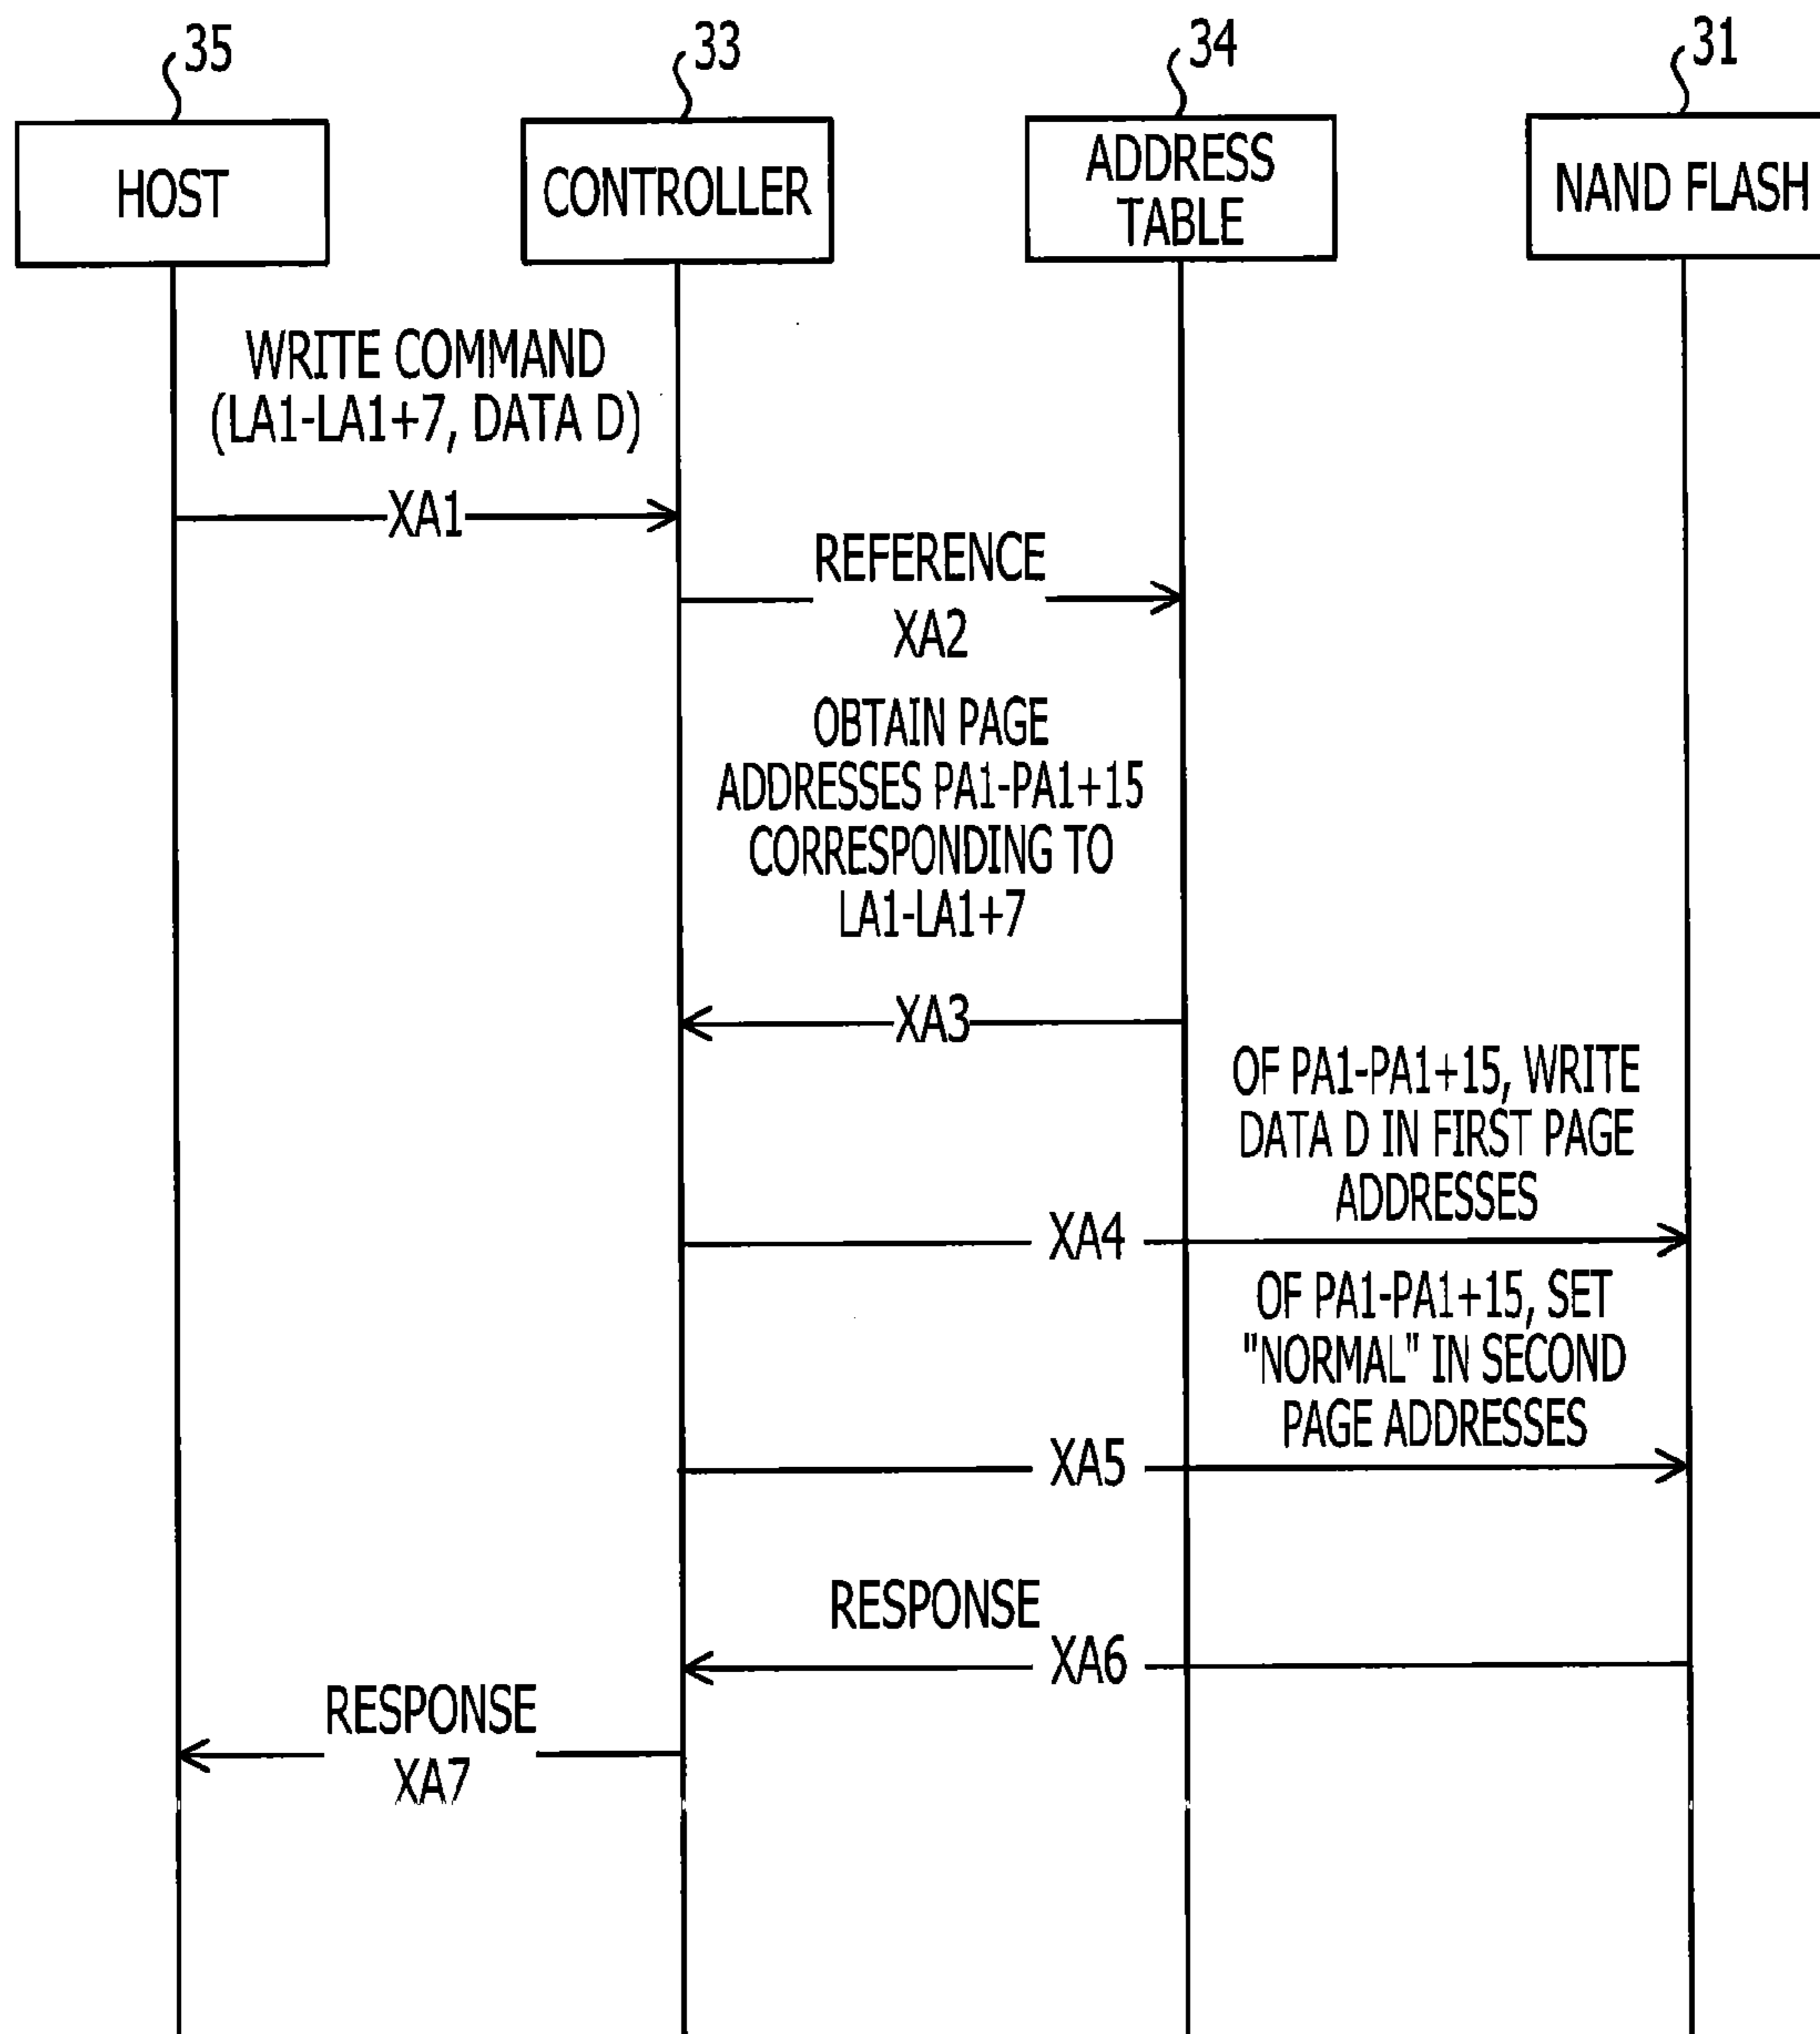 35
33
34
31
HOST
CONTROLLER
ADDRESS
TABLE
NAND FLASH
WRITE COMMAND
(LA1-LA1+7, DATA D)
XA1
REFERENCE
XA2
OBTAIN PAGE
ADDRESSES PA1-PA1+15
CORRESPONDING TO
LA1-LA1+7
XA3
OF PA1-PA1+15, WRITE
DATA D IN FIRST PAGE
ADDRESSES
XA4
OF PA1-PA1+15, SET
"NORMAL" IN SECOND
PAGE ADDRESSES
XA5
RESPONSE
XA6
RESPONSE
XA7